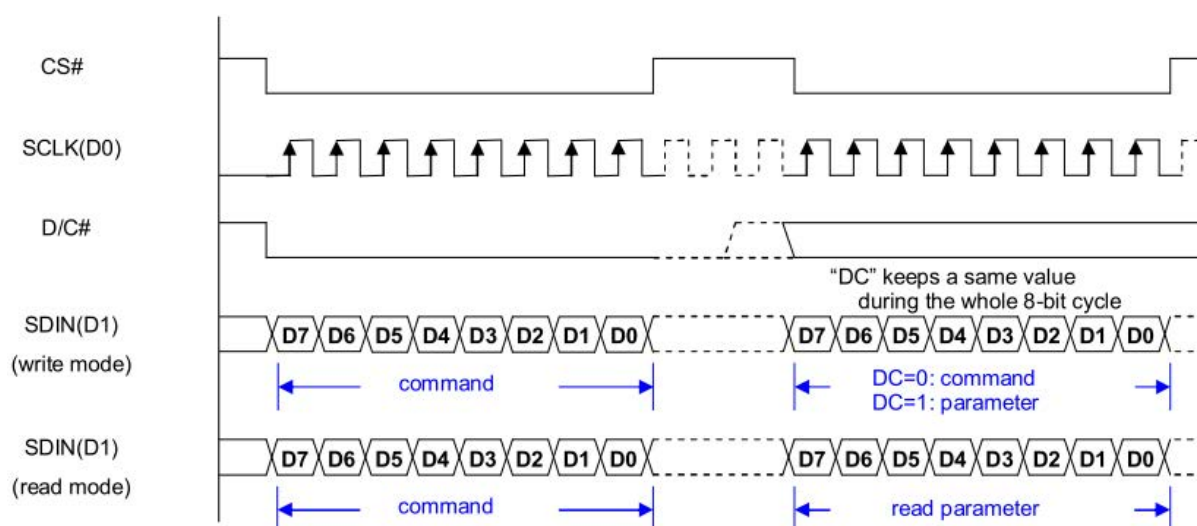 CS#
SCLK(D0)
D/C#
“DC” keeps a same value
during the whole 8-bit cycle
SDIN(D1)
(write mode)
D7 D6 D5 D4 D3 D2 D1 D0 D7 D6 D5 D4 D3 D2 D1 D0
command
DC=0: command
DC=1: parameter
SDIN(D1)
(read mode)
D7 D6 D5 D4 D3 D2 D1 D0 D7 D6 D5 D4 D3 D2 D1 D0
command
read parameter